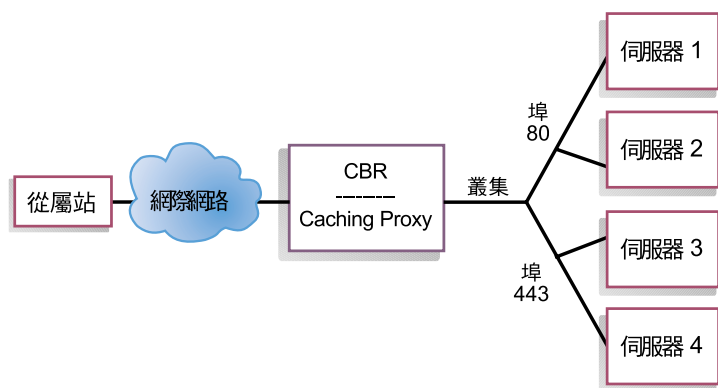 從屬站
網際網路
CBR
-------
Caching Proxy
叢集
埠
80
埠
443
伺服器 1
伺服器 2
伺服器 3
伺服器 4